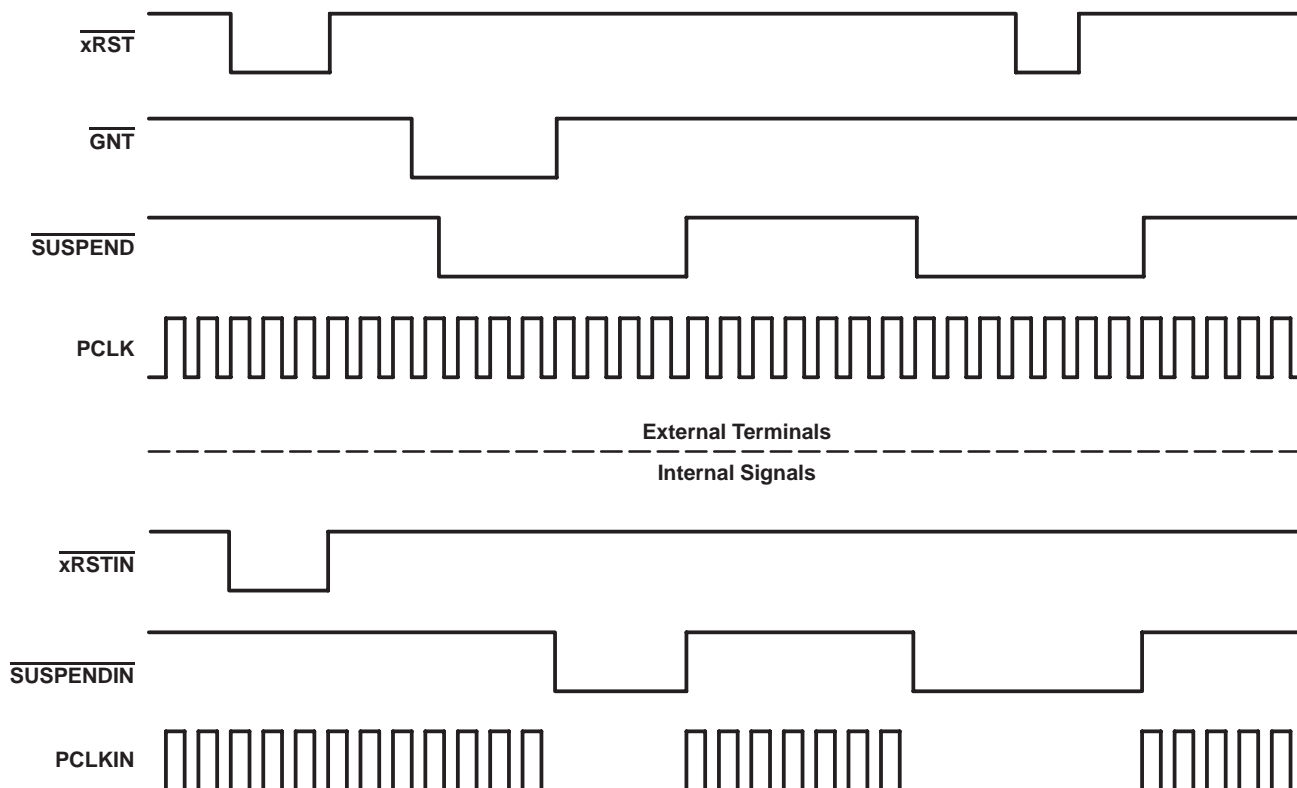 xRST
GNT
SUSPEND
PCLK
External Terminals
Internal Signals
xRSTIN
SUSPENDIN
PCLKIN